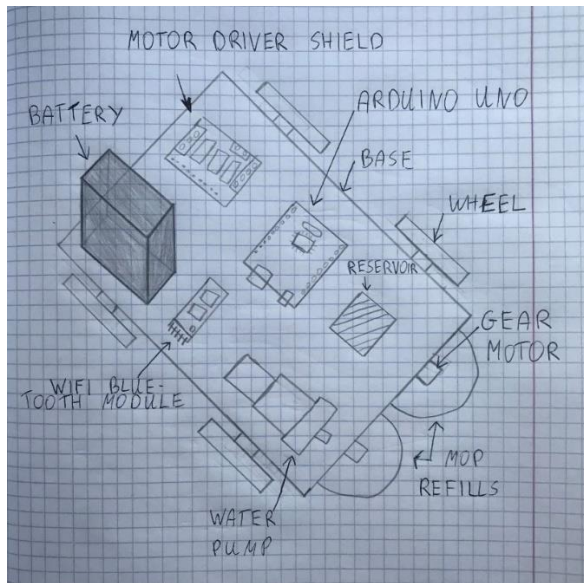 MOTOR DRIVER SHIELD
BATTERY
ARDUINO UNO
BASE
WHEEL
RESERVOIR
GEAR
MOTOR
WIFI BLUE-
TOOTH MODULE
MOP
REFILLS
WATER
PUMP